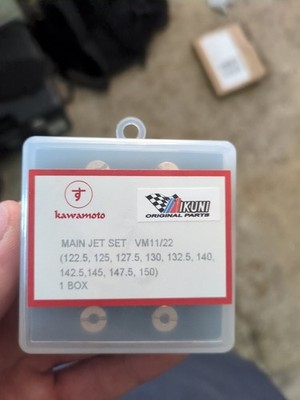 す
kawamoto
MIKUNI
ORIGINAL PARTS
MAIN JET SET VM11/22
(122.5, 125, 127.5, 130, 132.5, 140,
142.5,145, 147.5, 150)
1 BOX